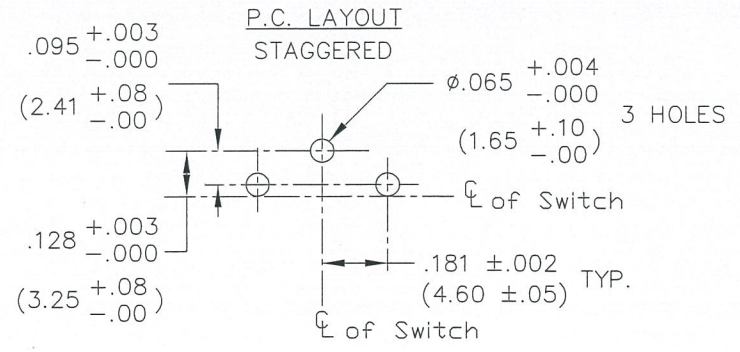 P.C. LAYOUT
STAGGERED
.095 +.003
-.000
(2.41 +.08
-.00)
⌀.065 +.004
-.000
(1.65 +.10
-.00)
3 HOLES
℄ of Switch
.128 +.003
-.000
(3.25 +.08
-.00)
.181 ±.002
(4.60 ±.05)
TYP.
℄ of Switch